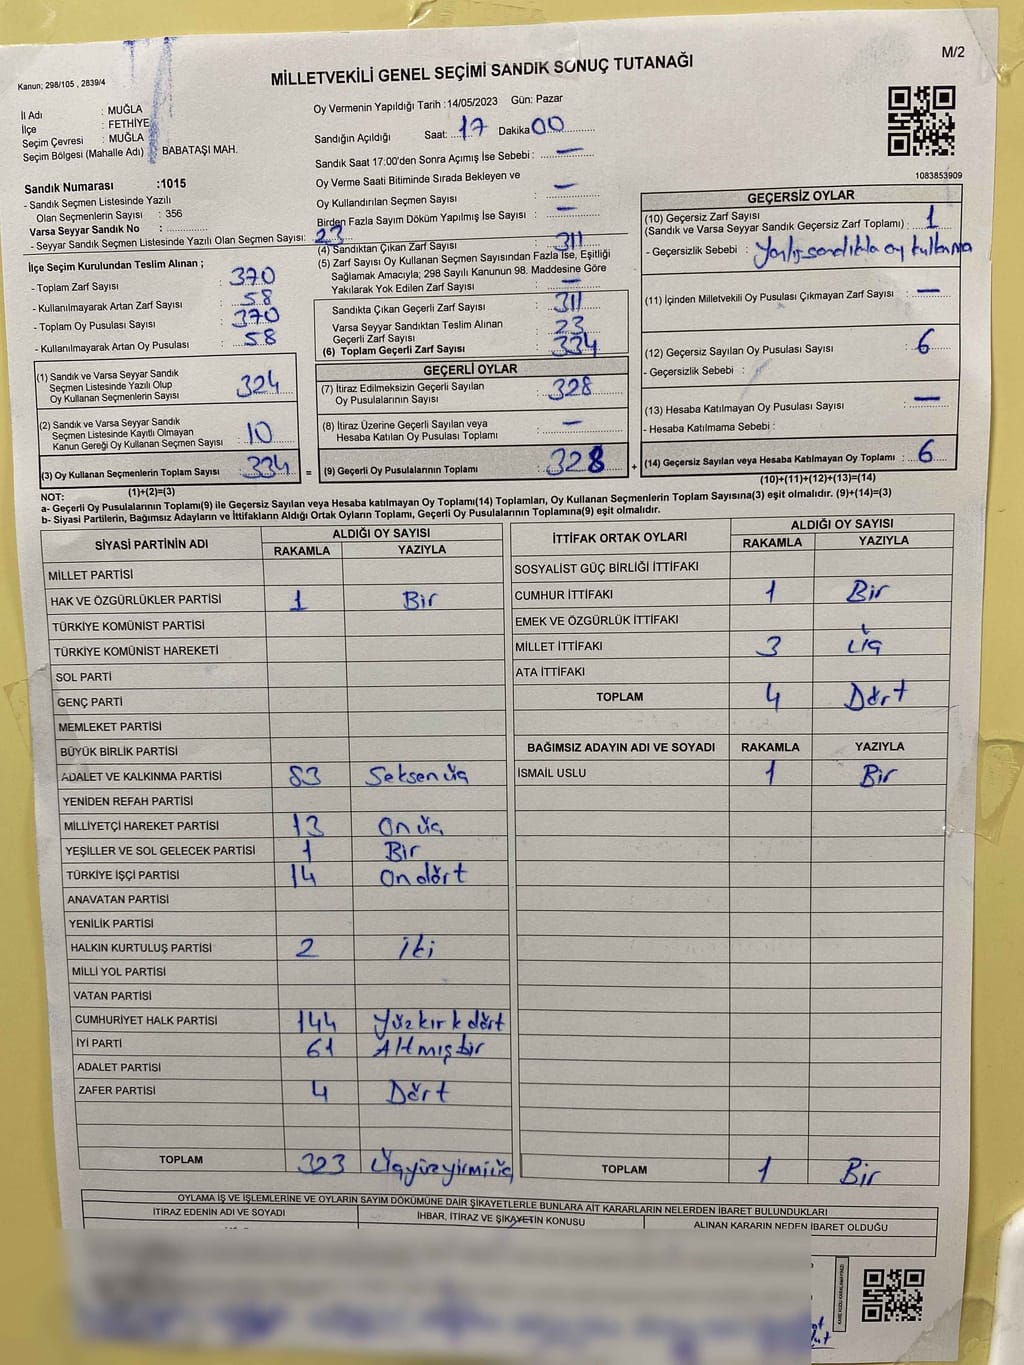 M/2
Kanun; 298/105 , 2839/4
MİLLETVEKİLİ GENEL SEÇİMİ SANDIK SONUÇ TUTANAĞI
İl Adı : MUĞLA
İlçe : FETHİYE
Seçim Çevresi : MUĞLA
Seçim Bölgesi (Mahalle Adı) : BABATAŞI MAH.
Oy Vermenin Yapıldığı Tarih : 14/05/2023 Gün: Pazar
Sandığın Açıldığı Saat: 17 Dakika 00
Sandık Saat 17:00'den Sonra Açımış İse Sebebi : —
Oy Verme Saati Bitiminde Sırada Bekleyen ve
Oy Kullandırılan Seçmen Sayısı : —
Birden Fazla Sayım Döküm Yapılmış İse Sayısı : —
1083853909
Sandık Numarası :1015
- Sandık Seçmen Listesinde Yazılı
Olan Seçmenlerin Sayısı : 356
Varsa Seyyar Sandık No :
- Seyyar Sandık Seçmen Listesinde Yazılı Olan Seçmen Sayısı: 23
İlçe Seçim Kurulundan Teslim Alınan ;
- Toplam Zarf Sayısı : 370
- Kullanılmayarak Artan Zarf Sayısı : 58
- Toplam Oy Pusulası Sayısı : 370
- Kullanılmayarak Artan Oy Pusulası : 58
(1) Sandık ve Varsa Seyyar Sandık
Seçmen Listesinde Yazılı Olup
Oy Kullanan Seçmenlerin Sayısı : 324
(2) Sandık ve Varsa Seyyar Sandık
Seçmen Listesinde Kayıtlı Olmayan
Kanun Gereği Oy Kullanan Seçmen Sayısı : 10
(3) Oy Kullanan Seçmenlerin Toplam Sayısı : 334 =
(1)+(2)=(3)
(4) Sandıktan Çıkan Zarf Sayısı : 311
(5) Zarf Sayısı Oy Kullanan Seçmen Sayısından Fazla İse, Eşitliği
Sağlamak Amacıyla; 298 Sayılı Kanunun 98. Maddesine Göre
Yakılarak Yok Edilen Zarf Sayısı : —
Sandıkta Çıkan Geçerli Zarf Sayısı : 311
Varsa Seyyar Sandıktan Teslim Alınan
Geçerli Zarf Sayısı : 23
(6) Toplam Geçerli Zarf Sayısı : 334
GEÇERLİ OYLAR
(7) İtiraz Edilmeksizin Geçerli Sayılan
Oy Pusulalarının Sayısı : 328
(8) İtiraz Üzerine Geçerli Sayılan veya
Hesaba Katılan Oy Pusulası Toplamı : —
(9) Geçerli Oy Pusulalarının Toplamı : 328 +
GEÇERSİZ OYLAR
(10) Geçersiz Zarf Sayısı
(Sandık ve Varsa Seyyar Sandık Geçersiz Zarf Toplamı) : 1
- Geçersizlik Sebebi : Yanlış sandıkla oy kullanma
(11) İçinden Milletvekili Oy Pusulası Çıkmayan Zarf Sayısı : —
(12) Geçersiz Sayılan Oy Pusulası Sayısı : 6
- Geçersizlik Sebebi :
(13) Hesaba Katılmayan Oy Pusulası Sayısı : —
- Hesaba Katılmama Sebebi :
(14) Geçersiz Sayılan veya Hesaba Katılmayan Oy Toplamı : 6
(10)+(11)+(12)+(13)=(14)
NOT:
a- Geçerli Oy Pusulalarının Toplamı(9) ile Geçersiz Sayılan veya Hesaba katılmayan Oy Toplamı(14) Toplamları, Oy Kullanan Seçmenlerin Toplam Sayısına(3) eşit olmalıdır. (9)+(14)=(3)
b- Siyasi Partilerin, Bağımsız Adayların ve İttifakların Aldığı Ortak Oyların Toplamı, Geçerli Oy Pusulalarının Toplamına(9) eşit olmalıdır.
SİYASİ PARTİNİN ADI ALDIĞI OY SAYISI
RAKAMLA YAZIYLA
MİLLET PARTİSİ
HAK VE ÖZGÜRLÜKLER PARTİSİ 1 Bir
TÜRKİYE KOMÜNİST PARTİSİ
TÜRKİYE KOMÜNİST HAREKETİ
SOL PARTİ
GENÇ PARTİ
MEMLEKET PARTİSİ
BÜYÜK BİRLİK PARTİSİ
ADALET VE KALKINMA PARTİSİ 83 Seksen üç
YENİDEN REFAH PARTİSİ
MİLLİYETÇİ HAREKET PARTİSİ 13 On üç
YEŞİLLER VE SOL GELECEK PARTİSİ 1 Bir
TÜRKİYE İŞÇİ PARTİSİ 14 On dört
ANAVATAN PARTİSİ
YENİLİK PARTİSİ
HALKIN KURTULUŞ PARTİSİ 2 iki
MİLLİ YOL PARTİSİ
VATAN PARTİSİ
CUMHURİYET HALK PARTİSİ 144 Yüz kırk dört
İYİ PARTİ 61 Altmışbir
ADALET PARTİSİ
ZAFER PARTİSİ 4 Dört
TOPLAM 323 Üçyüzyirmiüç
İTTİFAK ORTAK OYLARI ALDIĞI OY SAYISI
RAKAMLA YAZIYLA
SOSYALİST GÜÇ BİRLİĞİ İTTİFAKI
CUMHUR İTTİFAKI 1 Bir
EMEK VE ÖZGÜRLÜK İTTİFAKI
MİLLET İTTİFAKI 3 Üç
ATA İTTİFAKI
TOPLAM 4 Dört
BAĞIMSIZ ADAYIN ADI VE SOYADI RAKAMLA YAZIYLA
İSMAİL USLU 1 Bir
TOPLAM 1 Bir
OYLAMA İŞ VE İŞLEMLERİNE VE OYLARIN SAYIM DÖKÜMÜNE DAİR ŞİKAYETLERLE BUNLARA AİT KARARLARIN NELERDEN İBARET BULUNDUKLARI
İTİRAZ EDENİN ADI VE SOYADI İHBAR, İTİRAZ VE ŞİKAYETİN KONUSU ALINAN KARARIN NEDEN İBARET OLDUĞU